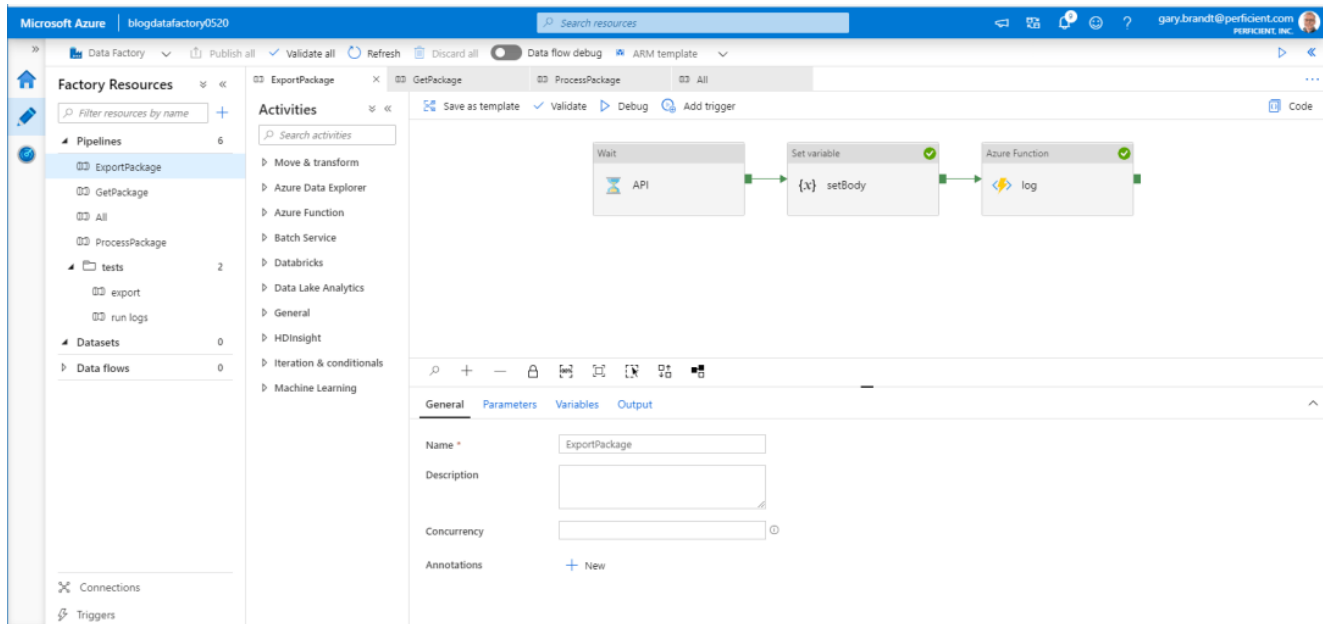 Microsoft Azure | blogdatafactory0520
Search resources
9
?
gary.brandt@perficient.com
PERFICIENT, INC.
» Data Factory Publish all Validate all Refresh Discard all Data flow debug ARM template «
Factory Resources «
Filter resources by name +
Pipelines 6
ExportPackage
GetPackage
All
ProcessPackage
tests 2
export
run logs
Datasets 0
Data flows 0
Connections
Triggers
ExportPackage × GetPackage ProcessPackage All ...
Activities «
Search activities
Move & transform
Azure Data Explorer
Azure Function
Batch Service
Databricks
Data Lake Analytics
General
HDInsight
Iteration & conditionals
Machine Learning
Save as template Validate Debug Add trigger Code
Wait
API
Set variable
{x} setBody
Azure Function
log
+ — 100%
General Parameters Variables Output
Name * ExportPackage
Description
Concurrency
Annotations + New